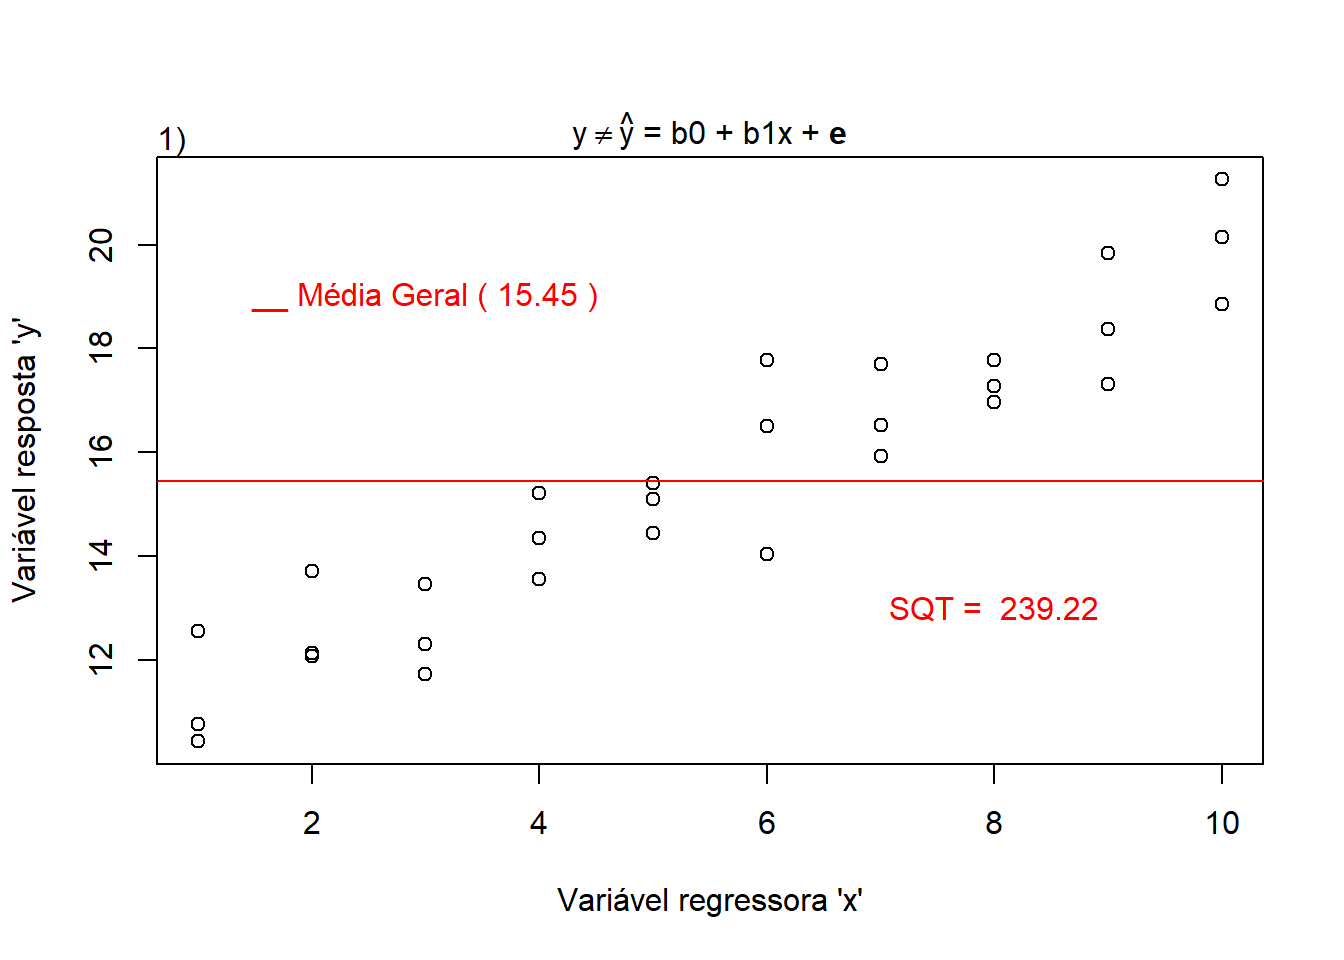 1)
y ≠ ŷ = b0 + b1x + e
Variável resposta 'y'
20
18
16
14
12
__ Média Geral ( 15.45 )
SQT =  239.22
2 4 6 8 10
Variável regressora 'x'